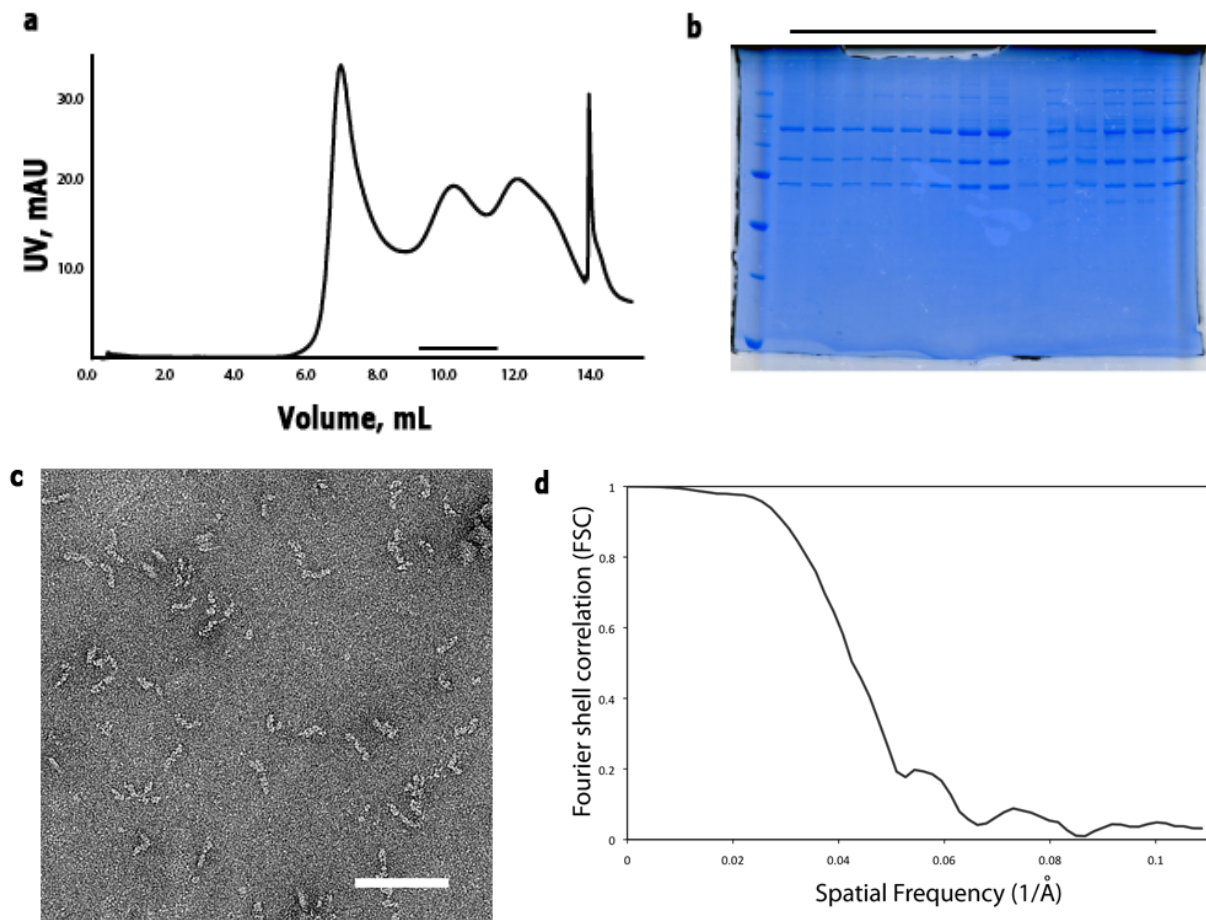 a
30.0
20.0
10.0
UV, mAU
0.0 2.0 4.0 6.0 8.0 10.0 12.0 14.0
Volume, mL
b
c
d
1
0.8
0.6
0.4
0.2
0
Fourier shell correlation (FSC)
0 0.02 0.04 0.06 0.08 0.1
Spatial Frequency (1/Å)